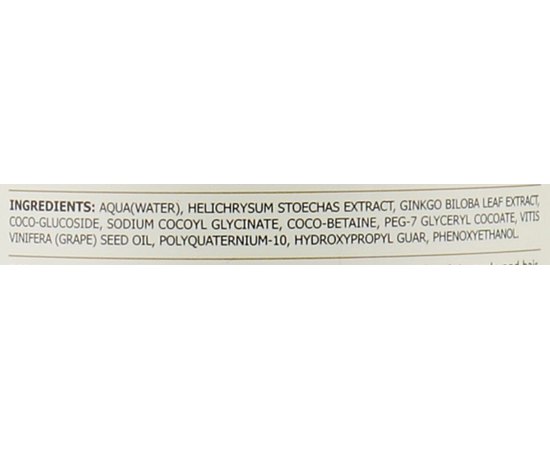 INGREDIENTS: AQUA(WATER), HELICHRYSUM STOECHAS EXTRACT, GINKGO BILOBA LEAF EXTRACT,
COCO-GLUCOSIDE, SODIUM COCOYL GLYCINATE, COCO-BETAINE, PEG-7 GLYCERYL COCOATE, VITIS
VINIFERA (GRAPE) SEED OIL, POLYQUATERNIUM-10, HYDROXYPROPYL GUAR, PHENOXYETHANOL.